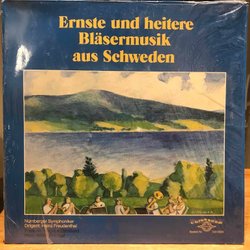 Ernste und heitere
Bläsermusik
aus Schweden
Nürnberger Symphoniker
Dirigent: Heinz Freudenthal